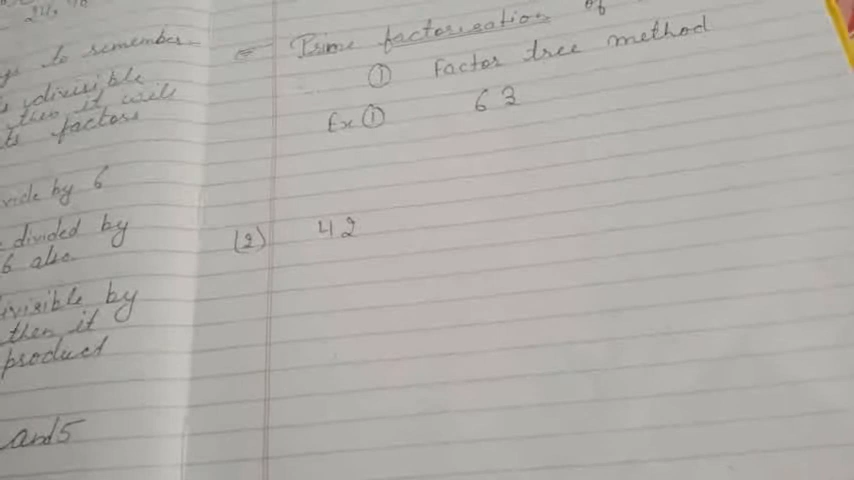 24,
to remember
divisible
then it will
factors
by 6
divided by
6 also
by
then it
product
and 5
= Prime factorisation of
① Factor tree method
Ex ① 63
(2) 42